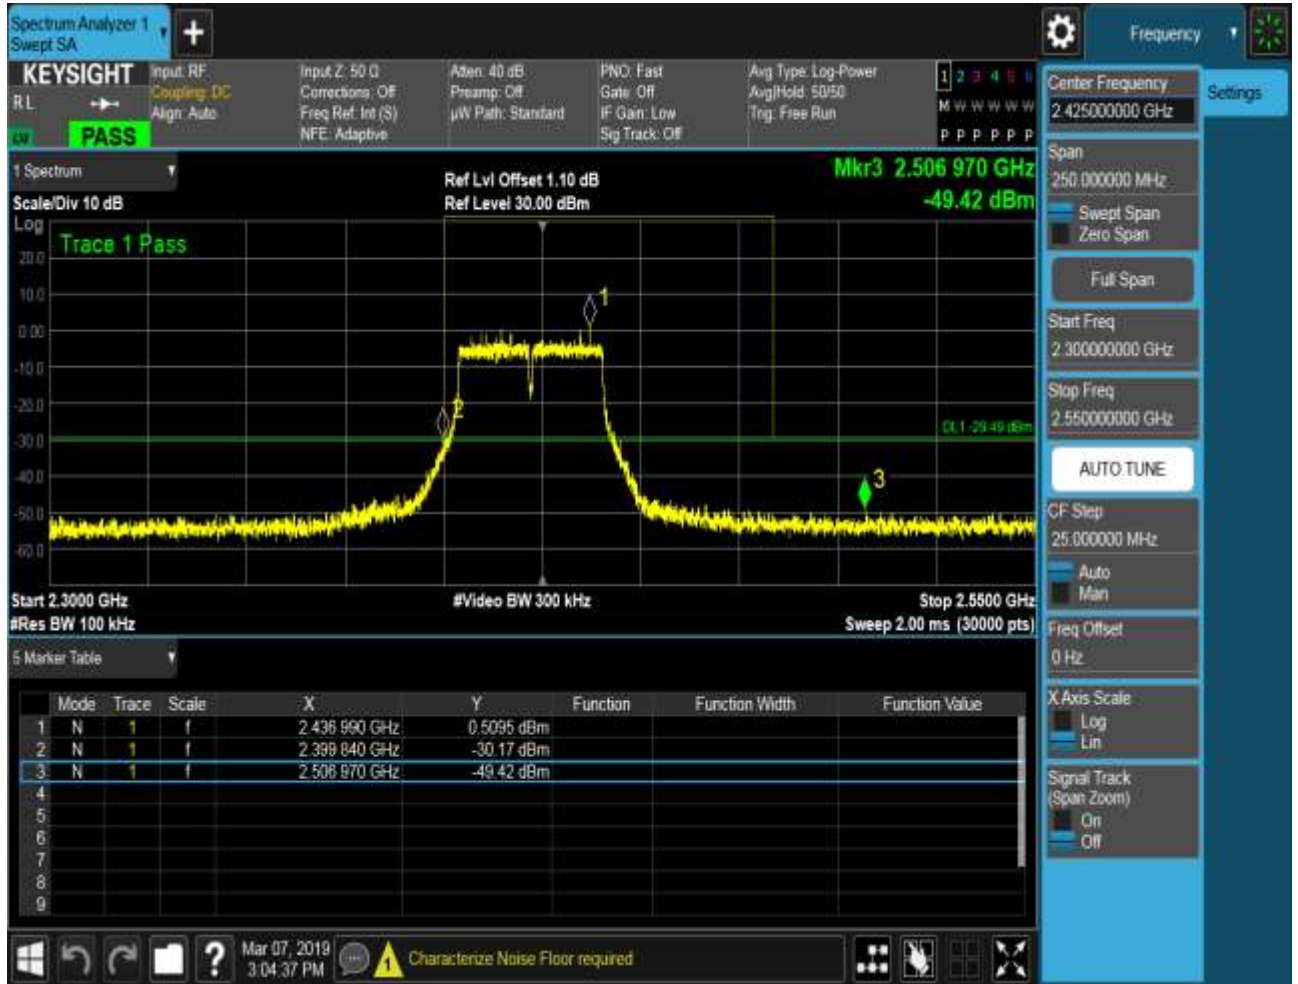 Spectrum Analyzer 1
Swept SA
Frequency
KEYSIGHT
Input: RF
Input Z: 50 Ω
Atten: 40 dB
PNO: Fast
Avg Type: Log-Power
1 2 3 4 5 6
RL
Coupling: DC
Corrections: Off
Preamp: Off
Gate: Off
Avg|Hold: 50/50
M W W W W W
Align: Auto
Freq Ref: Int (S)
µW Path: Standard
IF Gain: Low
Trig: Free Run
PASS
NFE: Adaptive
Sig Track: Off
P P P P P P
1 Spectrum
Ref Lvl Offset 1.10 dB
Mkr3 2.506 970 GHz
Scale/Div 10 dB
Ref Level 30.00 dBm
-49.42 dBm
Log
Trace 1 Pass
20.0
10.0
0.00
-10.0
-20.0
-30.0
-40.0
-50.0
-60.0
1
2
3
DL1 -29.49 dBm
Start 2.3000 GHz
#Video BW 300 kHz
Stop 2.5500 GHz
#Res BW 100 kHz
Sweep 2.00 ms (30000 pts)
5 Marker Table
Mode Trace Scale X Y Function Function Width Function Value
1 N 1 f 2.436 990 GHz 0.5095 dBm
2 N 1 f 2.399 840 GHz -30.17 dBm
3 N 1 f 2.506 970 GHz -49.42 dBm
4
5
6
7
8
9
Center Frequency
2.425000000 GHz
Settings
Span
250.000000 MHz
Swept Span
Zero Span
Full Span
Start Freq
2.300000000 GHz
Stop Freq
2.550000000 GHz
AUTO TUNE
CF Step
25.000000 MHz
Auto
Man
Freq Offset
0 Hz
X Axis Scale
Log
Lin
Signal Track
(Span Zoom)
On
Off
?
Mar 07, 2019
3:04:37 PM
1
Characterize Noise Floor required